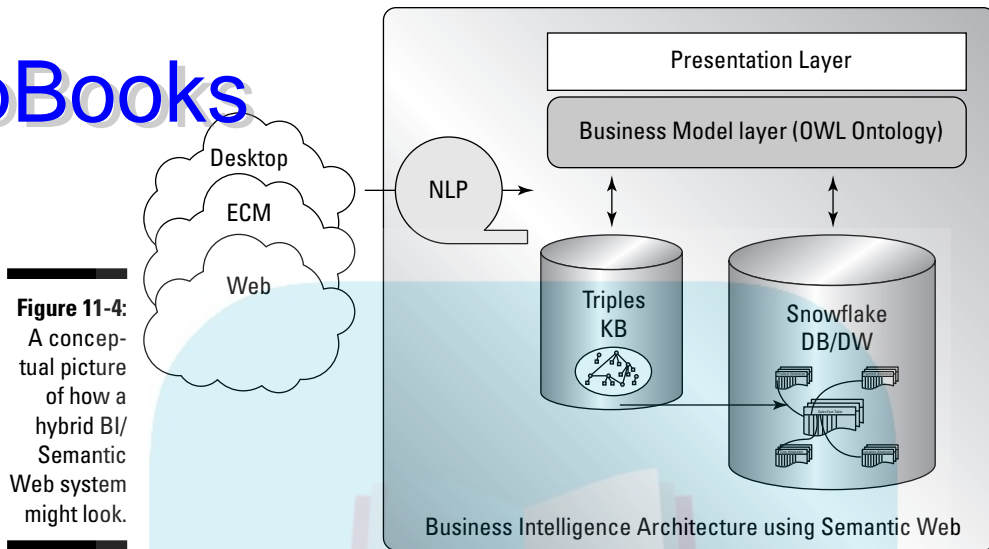 oBooks
Presentation Layer
Business Model layer (OWL Ontology)
Desktop
ECM
Web
NLP
Triples
KB
Snowflake
DB/DW
Figure 11-4:
A concep-
tual picture
of how a
hybrid BI/
Semantic
Web system
might look.
Business Intelligence Architecture using Semantic Web